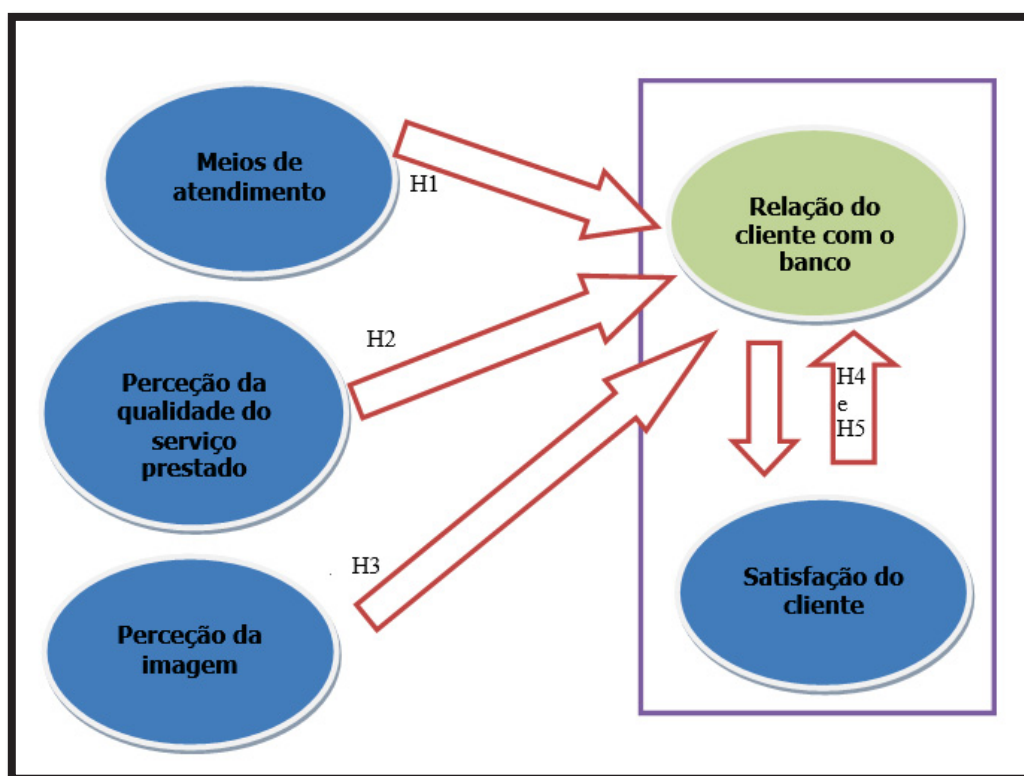 Meios de
atendimento
H1
Relação do
cliente com o
banco
H2
Perceção da
qualidade do
serviço
prestado
H4
e
H5
H3
Satisfação do
cliente
Perceção da
imagem